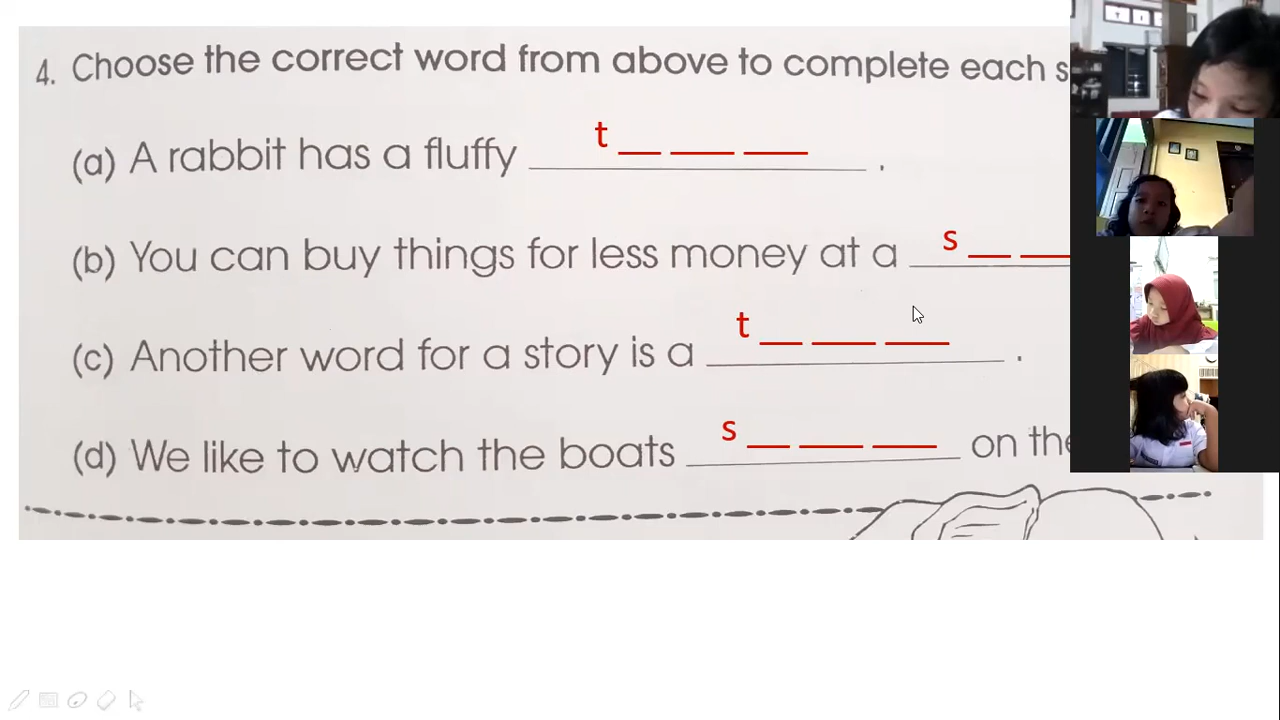 4. Choose the correct word from above to complete each s
(a) A rabbit has a fluffy t _ _ _ .
(b) You can buy things for less money at a s _ _
(c) Another word for a story is a t _ _ _ .
(d) We like to watch the boats s _ _ _ on the